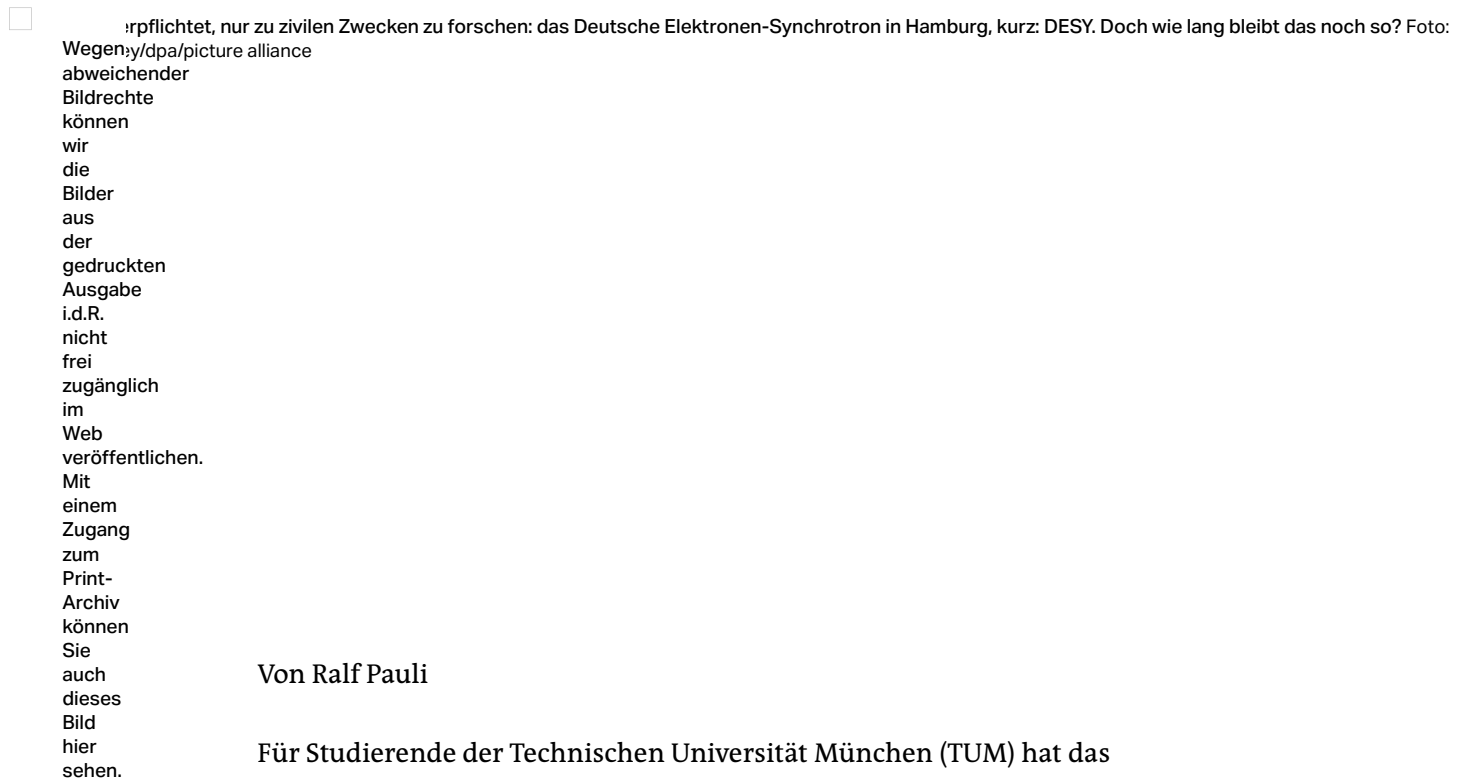 erpflichtet, nur zu zivilen Zwecken zu forschen: das Deutsche Elektronen-Synchrotron in Hamburg, kurz: DESY. Doch wie lang bleibt das noch so? Foto:
y/dpa/picture alliance
Wegen
abweichender
Bildrechte
können
wir
die
Bilder
aus
der
gedruckten
Ausgabe
i.d.R.
nicht
frei
zugänglich
im
Web
veröffentlichen.
Mit
einem
Zugang
zum
Print-
Archiv
können
Sie
auch
dieses
Bild
hier
sehen.
Von Ralf Pauli
Für Studierende der Technischen Universität München (TUM) hat das